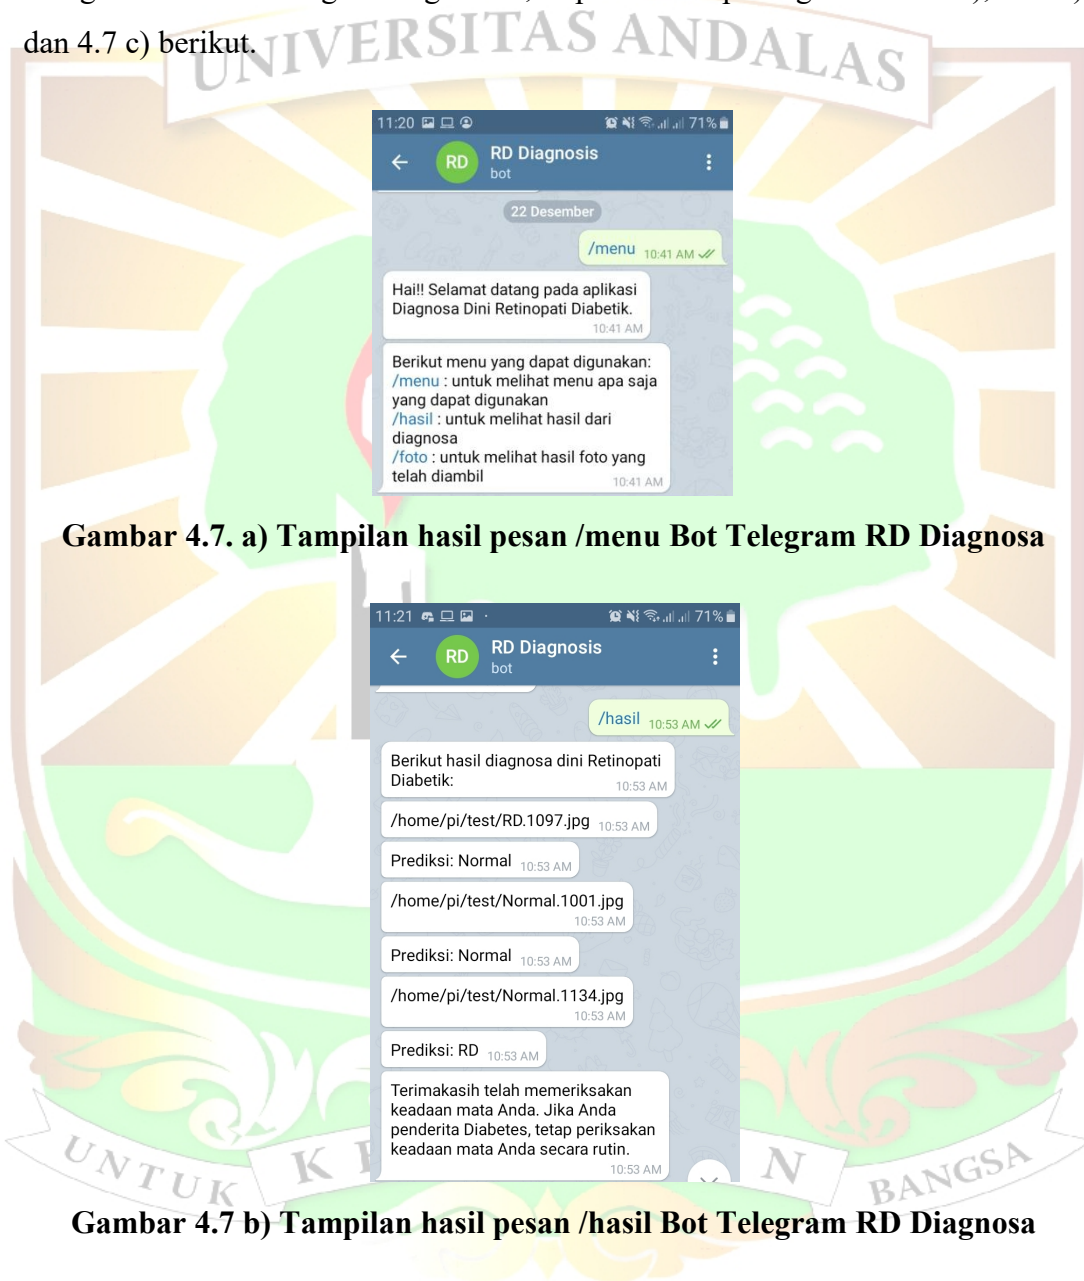 dan 4.7 c) berikut.
UNIVERSITAS ANDALAS
11:20 71%
RD
RD Diagnosis
bot
22 Desember
/menu 10:41 AM
Hai!! Selamat datang pada aplikasi
Diagnosa Dini Retinopati Diabetik.
10:41 AM
Berikut menu yang dapat digunakan:
/menu : untuk melihat menu apa saja
yang dapat digunakan
/hasil : untuk melihat hasil dari
diagnosa
/foto : untuk melihat hasil foto yang
telah diambil
10:41 AM
Gambar 4.7. a) Tampilan hasil pesan /menu Bot Telegram RD Diagnosa
11:21 71%
RD
RD Diagnosis
bot
/hasil 10:53 AM
Berikut hasil diagnosa dini Retinopati
Diabetik:
10:53 AM
/home/pi/test/RD.1097.jpg 10:53 AM
Prediksi: Normal 10:53 AM
/home/pi/test/Normal.1001.jpg
10:53 AM
Prediksi: Normal 10:53 AM
/home/pi/test/Normal.1134.jpg
10:53 AM
Prediksi: RD 10:53 AM
Terimakasih telah memeriksakan
keadaan mata Anda. Jika Anda
penderita Diabetes, tetap periksakan
keadaan mata Anda secara rutin.
10:53 AM
UNTUK
BANGSA
Gambar 4.7 b) Tampilan hasil pesan /hasil Bot Telegram RD Diagnosa